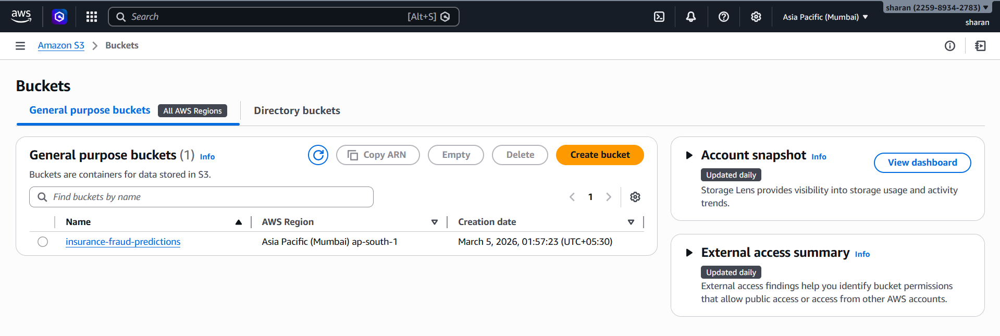 aws
Search [Alt+S]
Asia Pacific (Mumbai) ▼
sharan (2259-8934-2783) ▼
sharan
Amazon S3 > Buckets
Buckets
General purpose buckets All AWS Regions Directory buckets
General purpose buckets (1) Info
Copy ARN Empty Delete Create bucket
Buckets are containers for data stored in S3.
Find buckets by name
1
Name AWS Region Creation date
insurance-fraud-predictions Asia Pacific (Mumbai) ap-south-1 March 5, 2026, 01:57:23 (UTC+05:30)
Account snapshot Info
View dashboard
Updated daily
Storage Lens provides visibility into storage usage and activity
trends.
External access summary Info
Updated daily
External access findings help you identify bucket permissions
that allow public access or access from other AWS accounts.